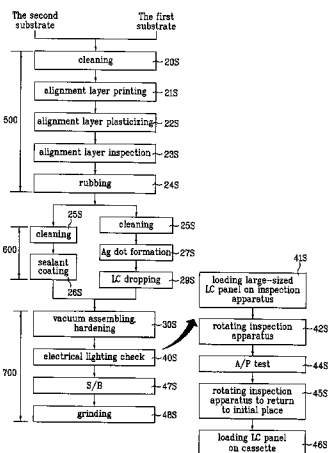 The second
substrate
The first
substrate
500
cleaning
20S
alignment layer printing
21S
alignment layer plasticizing
22S
alignment layer inspection
23S
rubbing
24S
600
25S
cleaning
sealant
coating
26S
cleaning
25S
Ag dot formation
27S
LC dropping
29S
700
vacuum assembling,
hardening
30S
electrical lighting check
40S
S/B
47S
grinding
48S
41S
loading large-sized
LC panel on inspection
apparatus
rotating inspection
apparatus
42S
A/P test
44S
rotating inspection
apparatus to return
to initial place
45S
loading LC panel
on cassette
46S